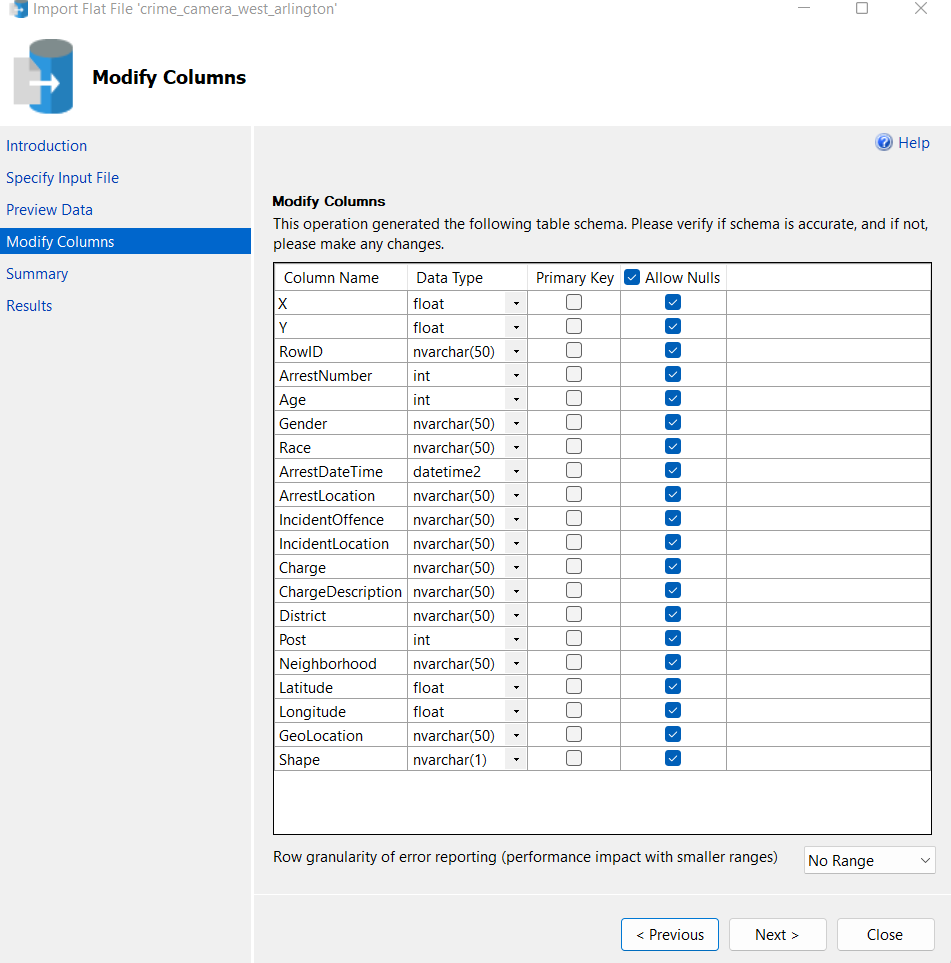 Import Flat File 'crime_camera_west_arlington'
Modify Columns
Introduction
Specify Input File
Preview Data
Modify Columns
Summary
Results
Help
Modify Columns
This operation generated the following table schema. Please verify if schema is accurate, and if not,
please make any changes.
Column Name Data Type Primary Key Allow Nulls
X float
Y float
RowID nvarchar(50)
ArrestNumber int
Age int
Gender nvarchar(50)
Race nvarchar(50)
ArrestDateTime datetime2
ArrestLocation nvarchar(50)
IncidentOffence nvarchar(50)
IncidentLocation nvarchar(50)
Charge nvarchar(50)
ChargeDescription nvarchar(50)
District nvarchar(50)
Post int
Neighborhood nvarchar(50)
Latitude float
Longitude float
GeoLocation nvarchar(50)
Shape nvarchar(1)
Row granularity of error reporting (performance impact with smaller ranges) No Range
< Previous Next > Close